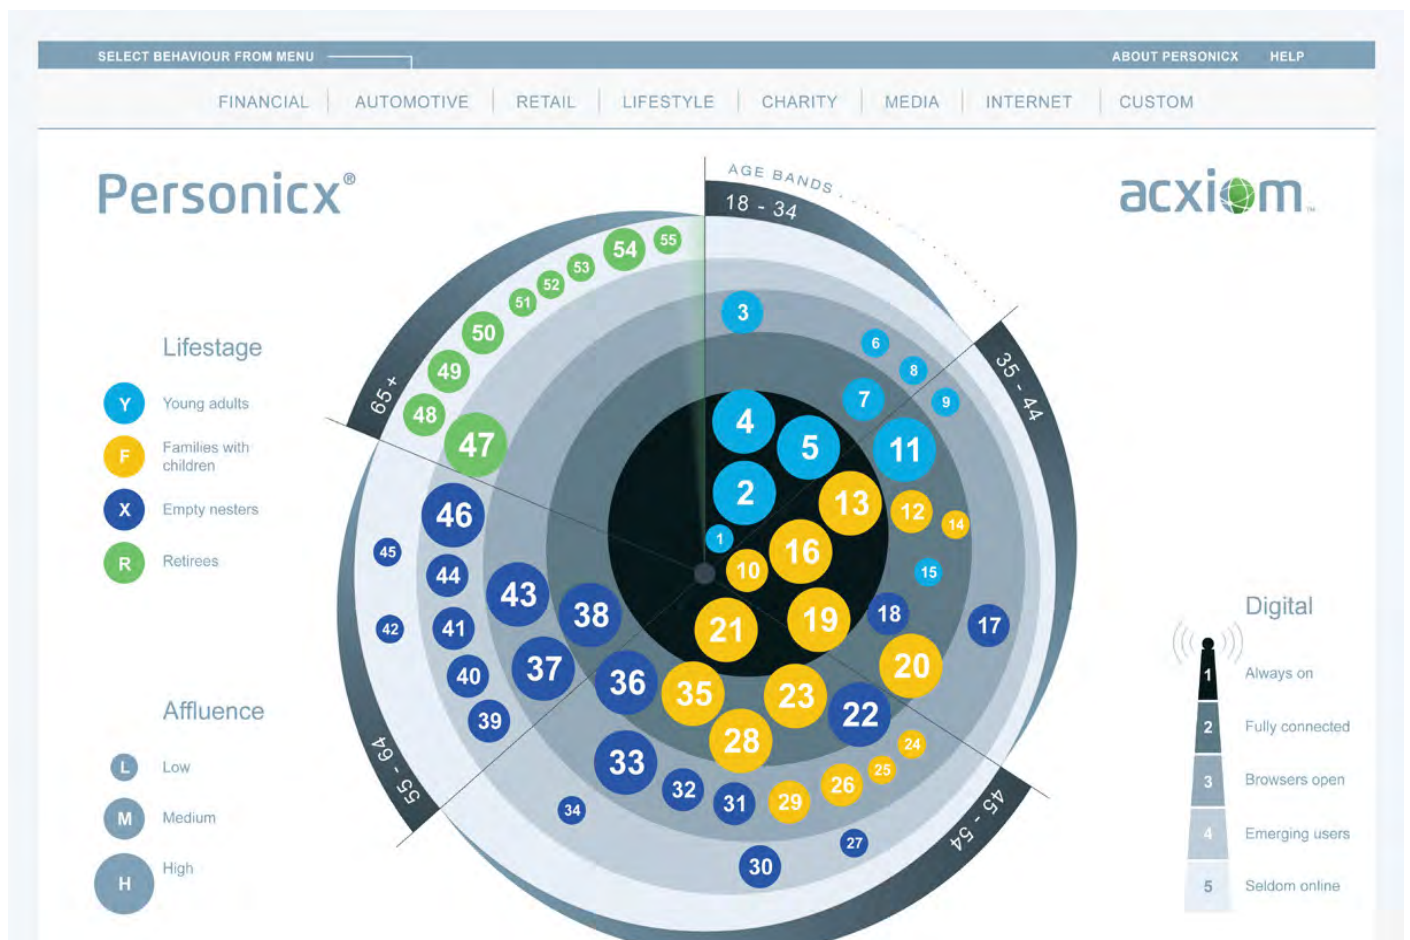 SELECT BEHAVIOUR FROM MENU
ABOUT PERSONICX
HELP
FINANCIAL
AUTOMOTIVE
RETAIL
LIFESTYLE
CHARITY
MEDIA
INTERNET
CUSTOM
Personicx®
acxiom™
AGE BANDS
18 - 34
35 - 44
45 - 54
55 - 64
65+
Lifestage
Y Young adults
F Families with
children
X Empty nesters
R Retirees
Affluence
L Low
M Medium
H High
Digital
1 Always on
2 Fully connected
3 Browsers open
4 Emerging users
5 Seldom online
1
2
3
4
5
6
7
8
9
10
11
12
13
14
15
16
17
18
19
20
21
22
23
24
25
26
27
28
29
30
31
32
33
34
35
36
37
38
39
40
41
42
43
44
45
46
47
48
49
50
51
52
53
54
55